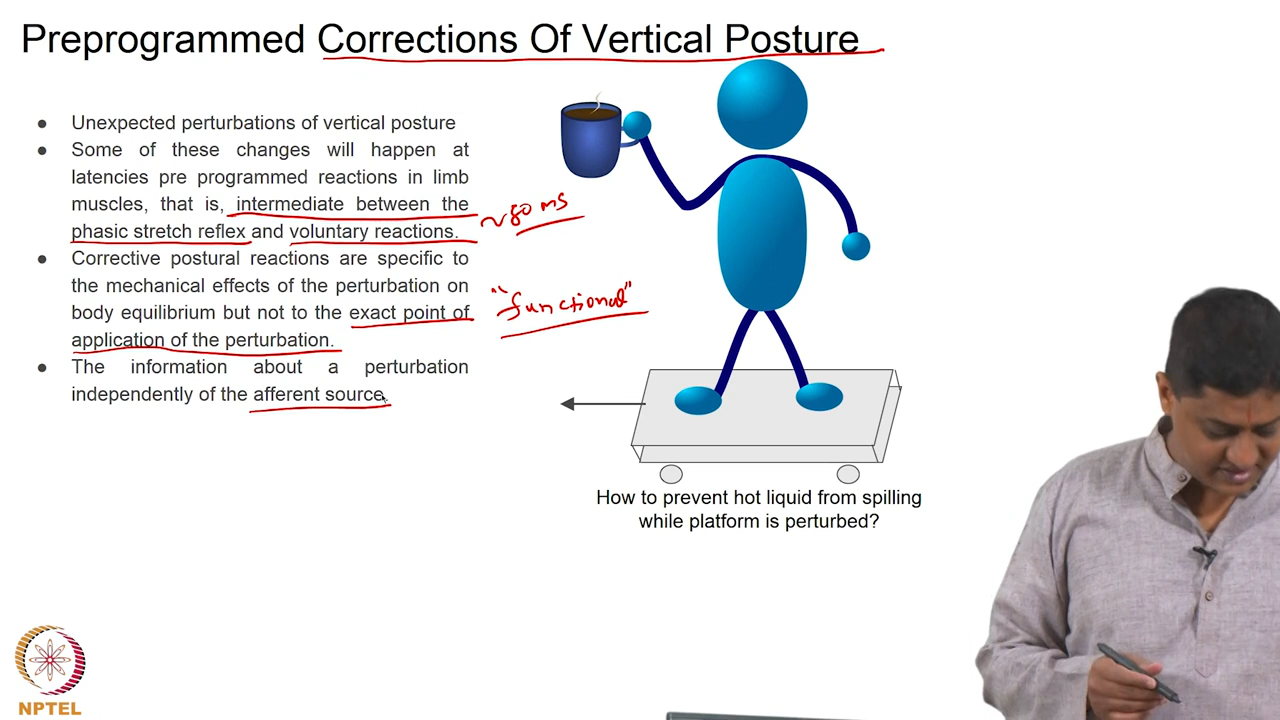 Preprogrammed Corrections Of Vertical Posture
● Unexpected perturbations of vertical posture
● Some of these changes will happen at
latencies pre programmed reactions in limb
muscles, that is, intermediate between the
phasic stretch reflex and voluntary reactions.
~80 ms
● Corrective postural reactions are specific to
the mechanical effects of the perturbation on
body equilibrium but not to the exact point of
application of the perturbation.
"functional"
● The information about a perturbation
independently of the afferent source.
How to prevent hot liquid from spilling
while platform is perturbed?
NPTEL